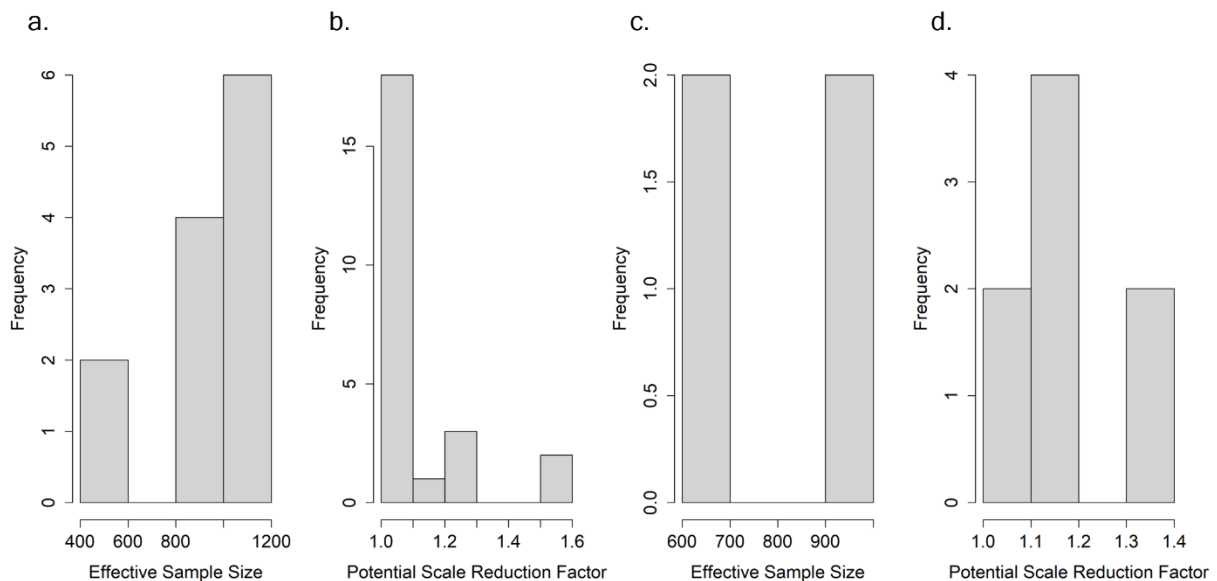 a.
Frequency
0 1 2 3 4 5 6
400 600 800 1200
Effective Sample Size
b.
Frequency
0 5 10 15
1.0 1.2 1.4 1.6
Potential Scale Reduction Factor
c.
Frequency
0.0 0.5 1.0 1.5 2.0
600 700 800 900
Effective Sample Size
d.
Frequency
0 1 2 3 4
1.0 1.1 1.2 1.3 1.4
Potential Scale Reduction Factor